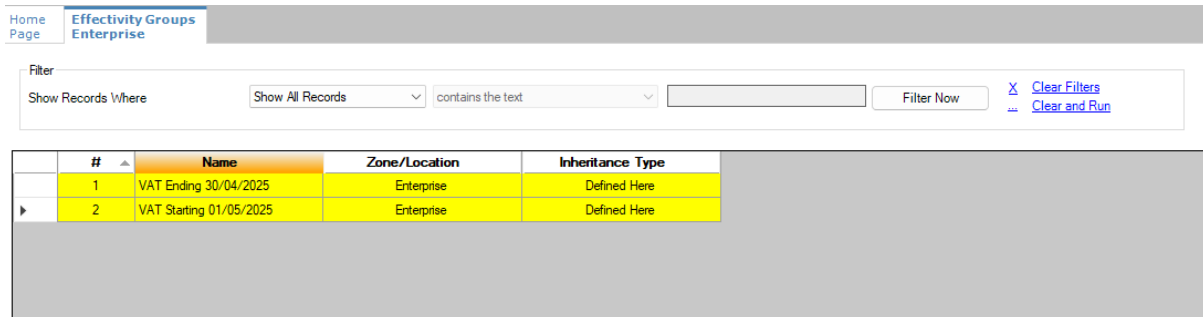 Home Page
Effectivity Groups Enterprise
Filter
Show Records Where Show All Records contains the text Filter Now X Clear Filters
... Clear and Run
# Name Zone/Location Inheritance Type
1 VAT Ending 30/04/2025 Enterprise Defined Here
2 VAT Starting 01/05/2025 Enterprise Defined Here